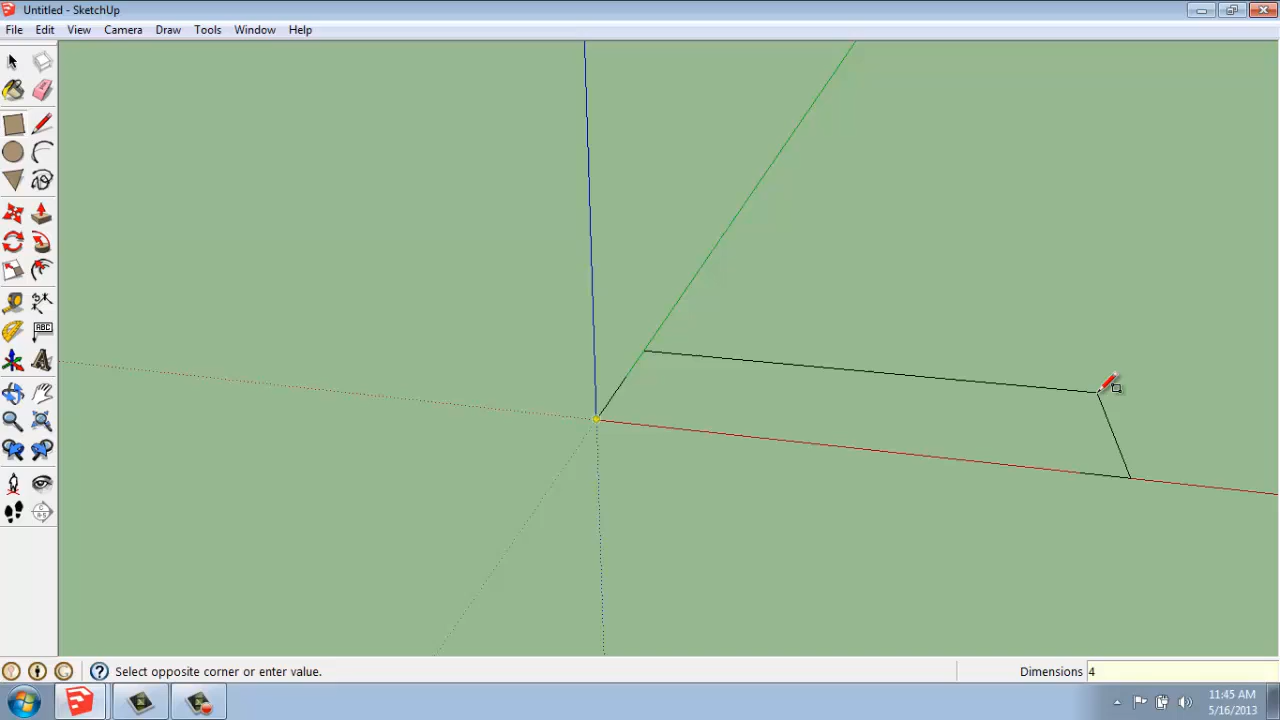 Untitled - SketchUp
File Edit View Camera Draw Tools Window Help
ABC
Select opposite corner or enter value.
Dimensions 4
11:45 AM
5/16/2013